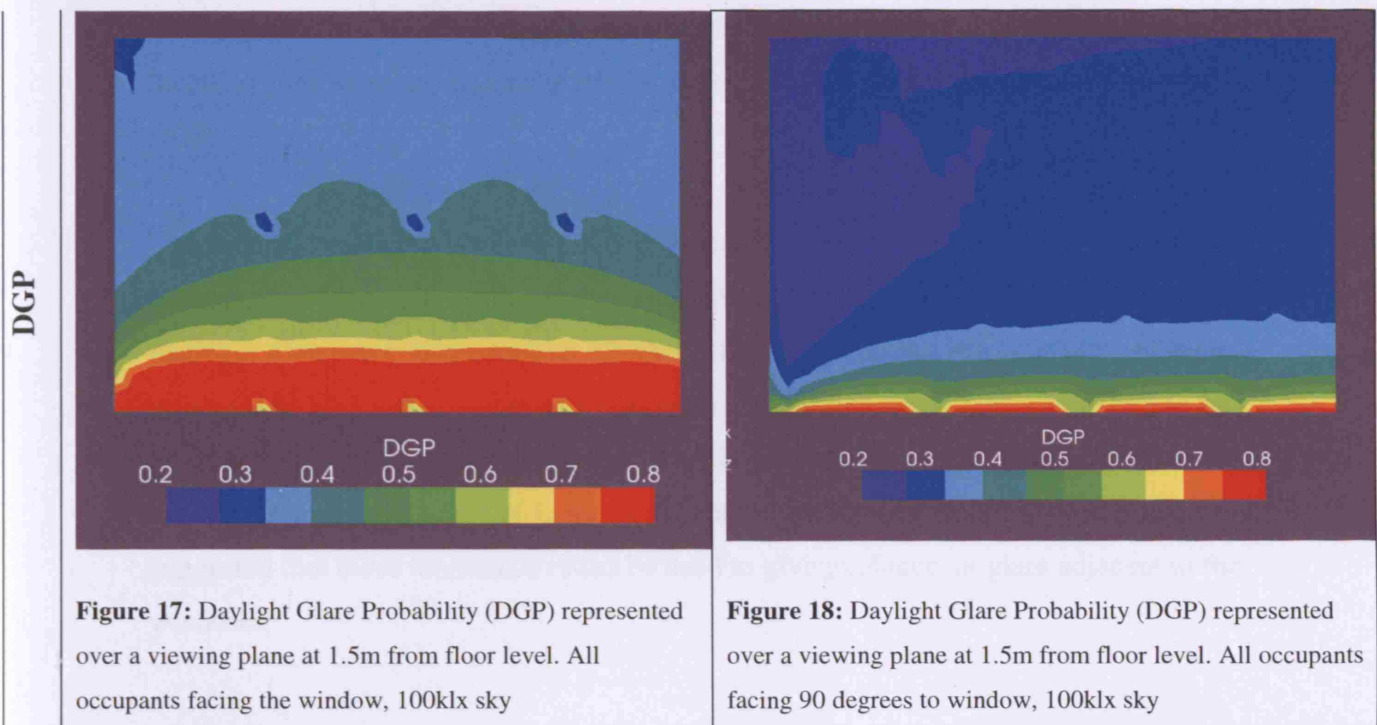 DGP
DGP
0.2 0.3 0.4 0.5 0.6 0.7 0.8
Figure 17: Daylight Glare Probability (DGP) represented
over a viewing plane at 1.5m from floor level. All
occupants facing the window, 100klx sky
x
z
DGP
0.2 0.3 0.4 0.5 0.6 0.7 0.8
Figure 18: Daylight Glare Probability (DGP) represented
over a viewing plane at 1.5m from floor level. All occupants
facing 90 degrees to window, 100klx sky